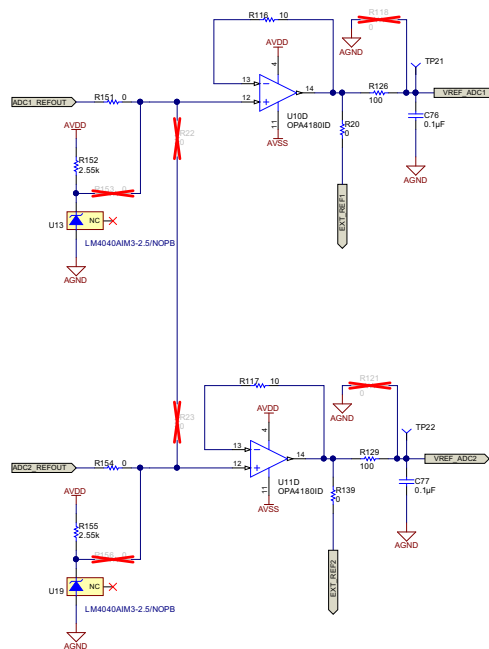 R116 10
R118
0
AVDD
AGND
TP21
4
13
14
R126
VREF_ADC1
ADC1_REFOUT
R151 0
12
100
U10D
OPA4180ID
C76
0.1µF
11
R20
0
AVDD
R22
0
AVSS
R152
2.55k
AGND
R153 0
EXT_REF1
U13
NC
LM4040AIM3-2.5/NOPB
AGND
R117 10
R121
0
AVDD
R23
0
AGND
TP22
4
13
14
R129
VREF_ADC2
ADC2_REFOUT
R154 0
12
100
U11D
OPA4180ID
C77
0.1µF
11
R139
0
AVDD
AVSS
R155
2.55k
AGND
R156 0
EXT_REF2
U19
NC
LM4040AIM3-2.5/NOPB
AGND